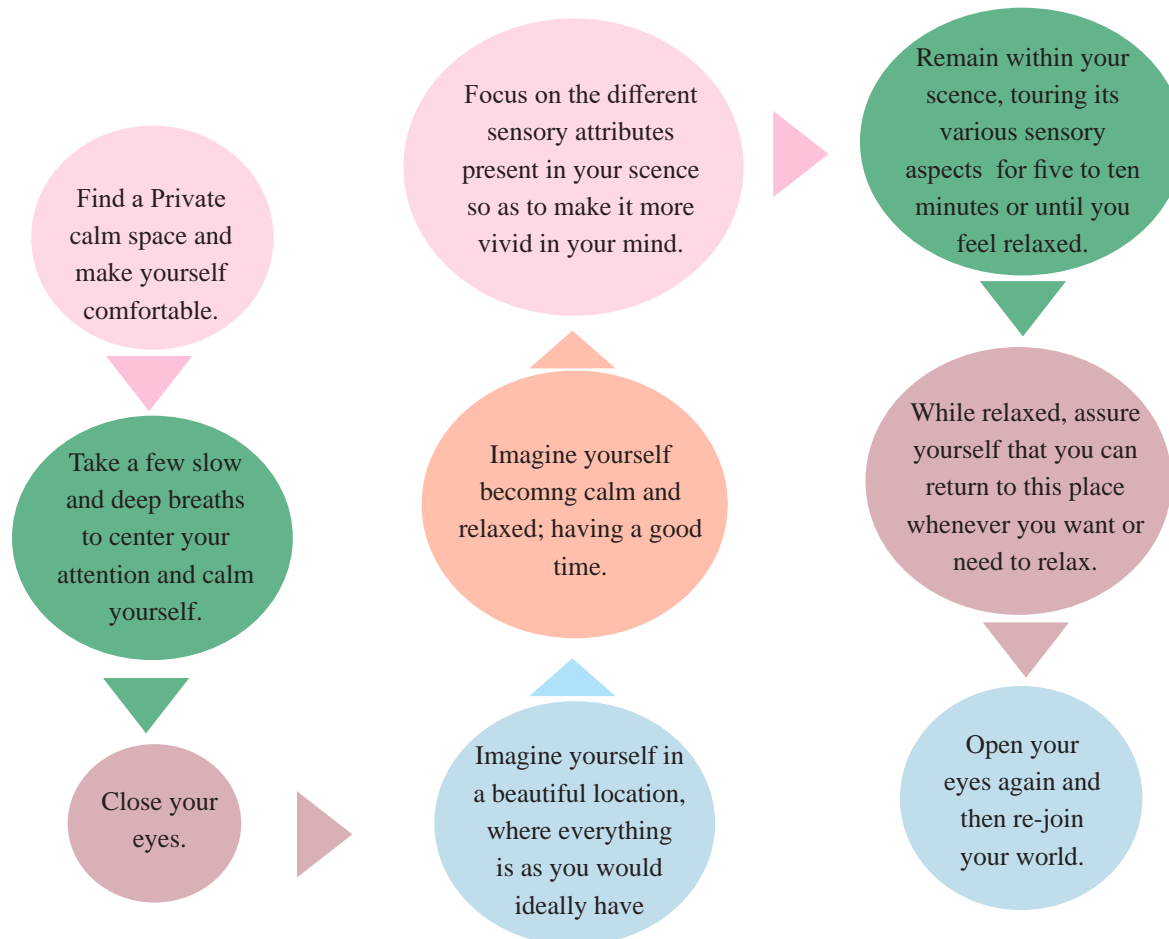 Find a Private
calm space and
make yourself
comfortable.
Take a few slow
and deep breaths
to center your
attention and calm
yourself.
Close your
eyes.
Imagine yourself in
a beautiful location,
where everything
is as you would
ideally have
Imagine yourself
becomng calm and
relaxed; having a good
time.
Focus on the different
sensory attributes
present in your scence
so as to make it more
vivid in your mind.
Remain within your
scence, touring its
various sensory
aspects  for five to ten
minutes or until you
feel relaxed.
While relaxed, assure
yourself that you can
return to this place
whenever you want or
need to relax.
Open your
eyes again and
then re-join
your world.